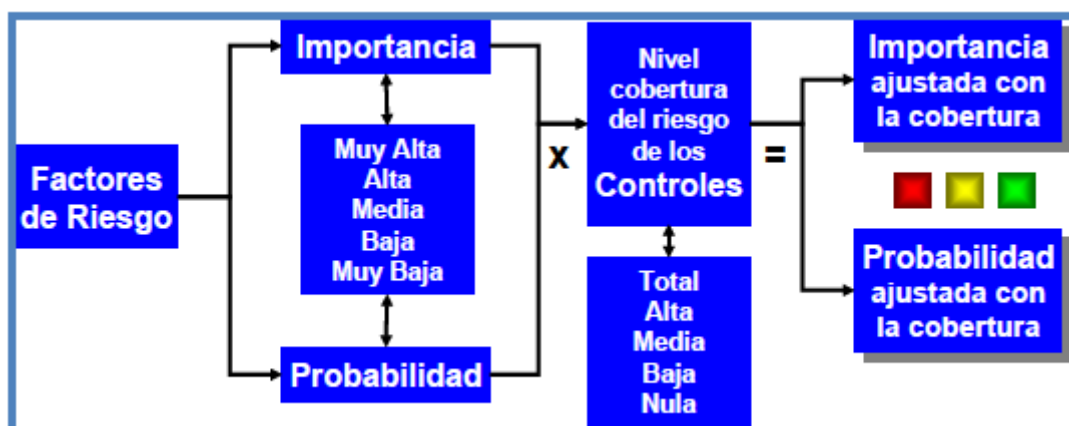 Factores
de Riesgo
Importancia
Muy Alta
Alta
Media
Baja
Muy Baja
Probabilidad
x
Nivel
cobertura
del riesgo
de los
Controles
Total
Alta
Media
Baja
Nula
=
Importancia
ajustada con
la cobertura
Probabilidad
ajustada con
la cobertura